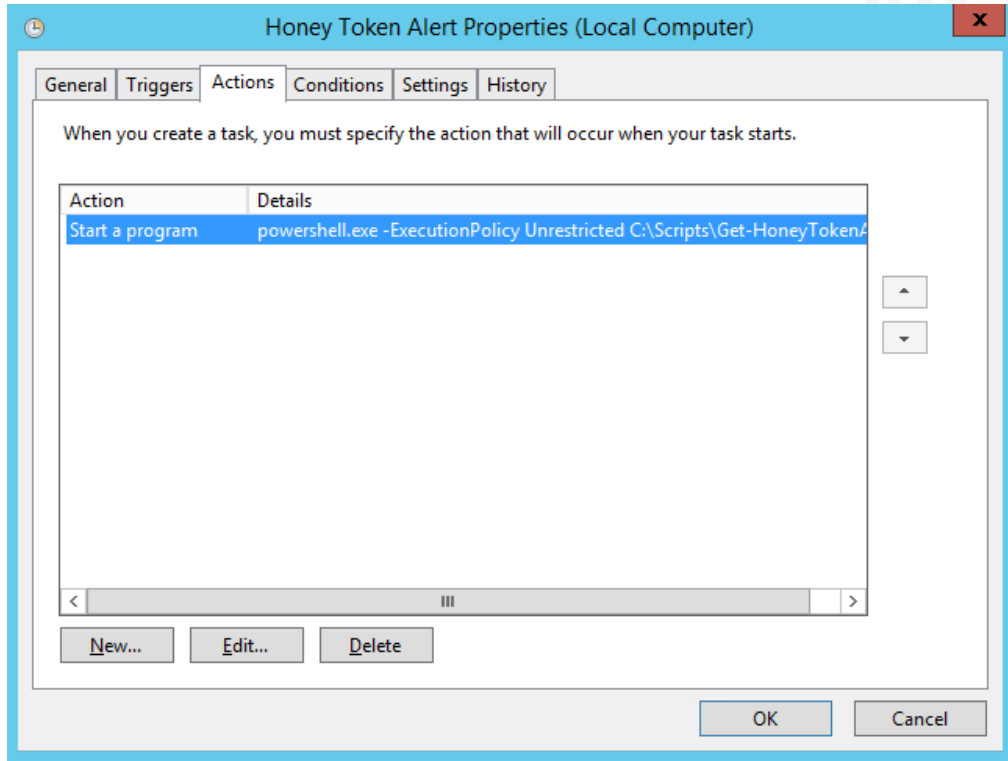 Honey Token Alert Properties (Local Computer)
x
General Triggers Actions Conditions Settings History
When you create a task, you must specify the action that will occur when your task starts.
Action Details
Start a program powershell.exe -ExecutionPolicy Unrestricted C:\Scripts\Get-HoneyTokenA
New... Edit... Delete
OK Cancel